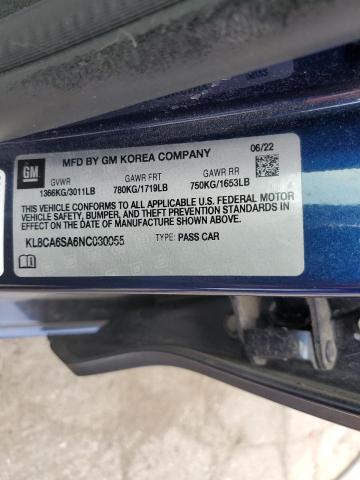 GM
MFD BY GM KOREA COMPANY
06/22
GVWR GAWR FRT GAWR RR
1366KG/3011LB 780KG/1719LB 750KG/1653LB
THIS VEHICLE CONFORMS TO ALL APPLICABLE U.S. FEDERAL MOTOR
VEHICLE SAFETY, BUMPER, AND THEFT PREVENTION STANDARDS IN
EFFECT ON THE DATE OF MANUFACTURE SHOWN ABOVE.
KL8CA6SA6NC030055 TYPE: PASS CAR